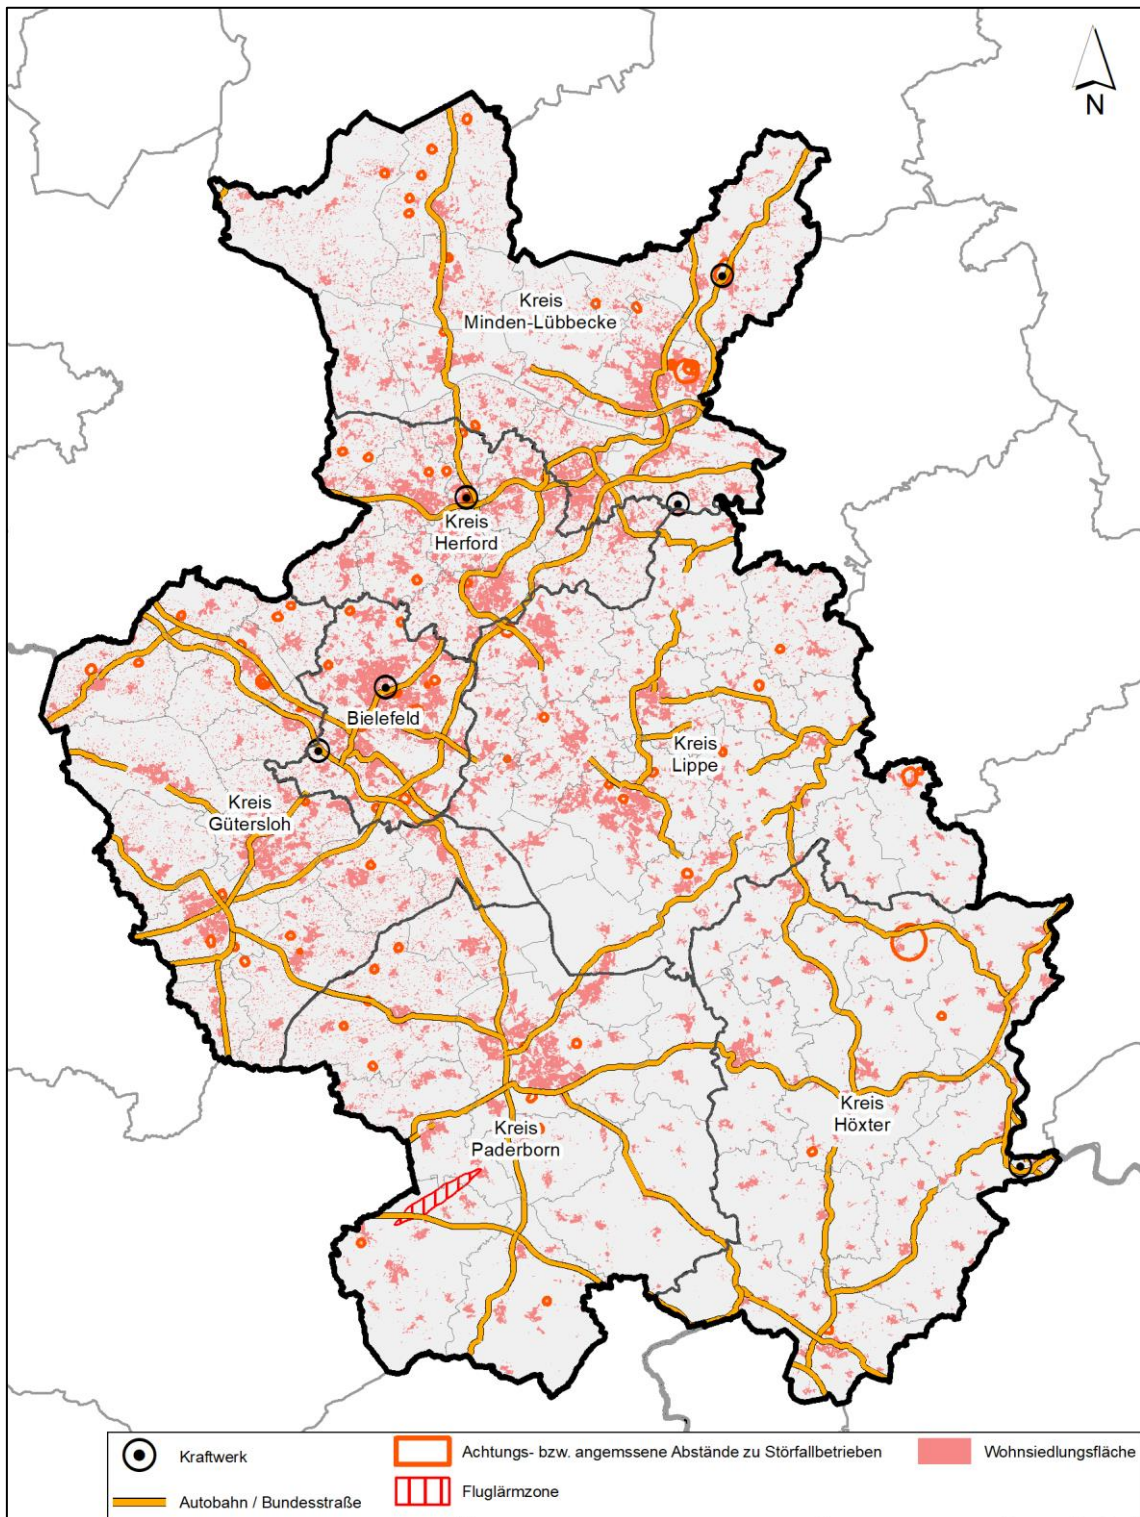 N
Kreis
Minden-Lübbecke
Kreis
Herford
Bielefeld
Kreis
Lippe
Kreis
Gütersloh
Kreis
Höxter
Kreis
Paderborn
Kraftwerk
Achtungs- bzw. angemssene Abstände zu Störfallbetrieben
Wohnsiedlungsfläche
Autobahn / Bundesstraße
Fluglärmzone